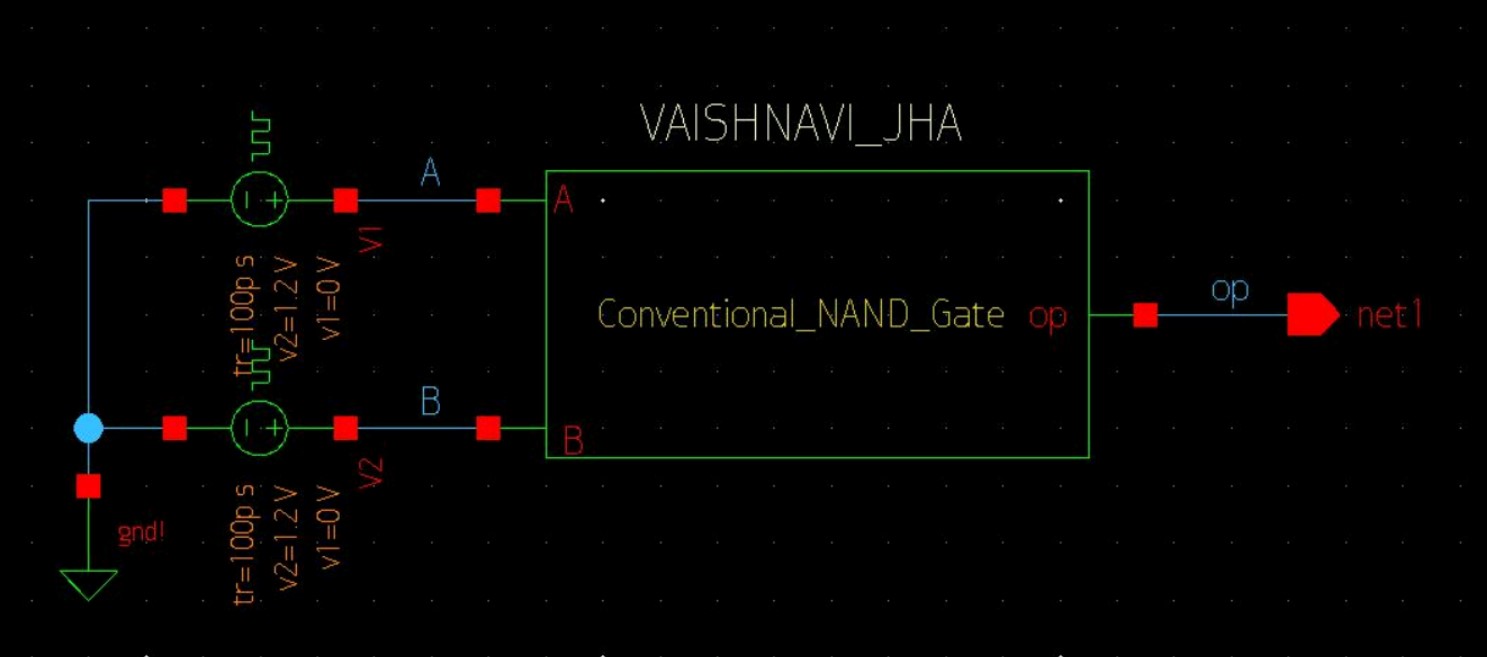 VAISHNAVI_JHA
A
A
V1
tr=100p s
v2=1.2 V
v1=0 V
Conventional_NAND_Gate
op
op
net1
B
B
V2
tr=100p s
v2=1.2 V
v1=0 V
gnd!